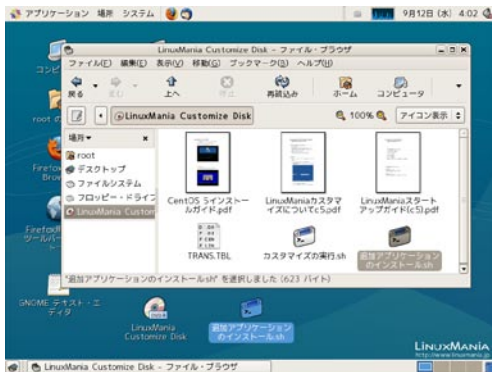 アプリケーション 場所 システム
9月12日 (水) 4:02
LinuxMania Customize Disk - ファイル・ブラウザ
ファイル(F) 編集(E) 表示(V) 移動(G) ブックマーク(B) ヘルプ(H)
戻る 進む 上へ 停止 再読込み ホーム コンピュータ
LinuxMania Customize Disk 100% アイコン表示
場所
root
デスクトップ
ファイルシステム
フロッピー・ドライブ
LinuxMania Custom
CentOS 5インストールガイド.pdf
LinuxManiaカスタマイズについてc5.pdf
LinuxManiaスタートアップガイド(c5).pdf
TRANS.TBL
カスタマイズの実行.sh
追加アプリケーションのインストール.sh
"追加アプリケーションのインストール.sh" を選択しました (623 バイト)
GNOME テキスト・エディタ
LinuxMania Customize Disk
追加アプリケーションのインストール.sh
LINUXMANIA
LinuxMania Customize Disk - ファイル・ブラウザ